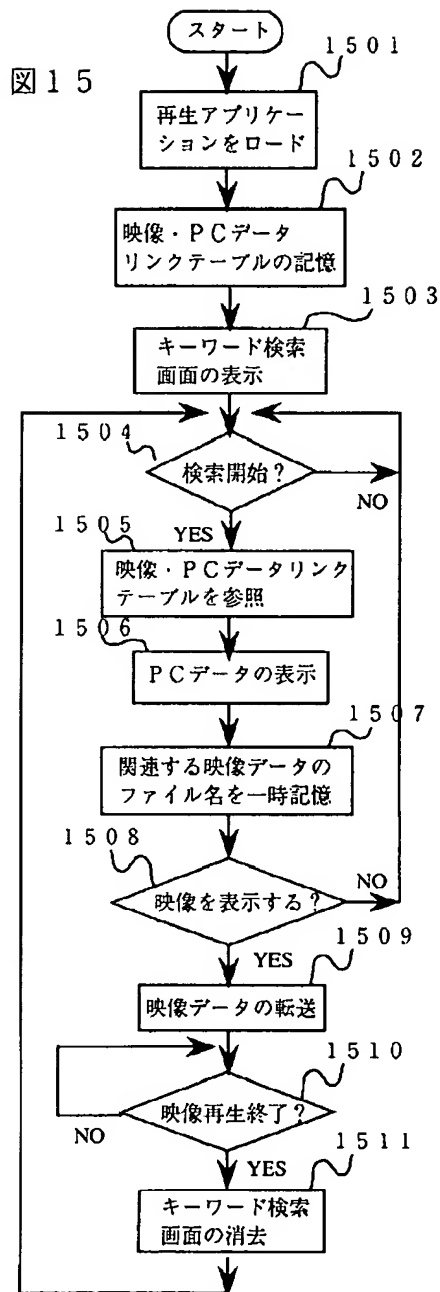 図１５
スタート
１５０１
再生アプリケー
ションをロード
１５０２
映像・ＰＣデータ
リンクテーブルの記憶
１５０３
キーワード検索
画面の表示
１５０４
検索開始？
NO
YES
１５０５
映像・ＰＣデータリンク
テーブルを参照
１５０６
ＰＣデータの表示
１５０７
関連する映像データの
ファイル名を一時記憶
１５０８
映像を表示する？
NO
YES
１５０９
映像データの転送
１５１０
映像再生終了？
NO
YES
１５１１
キーワード検索
画面の消去